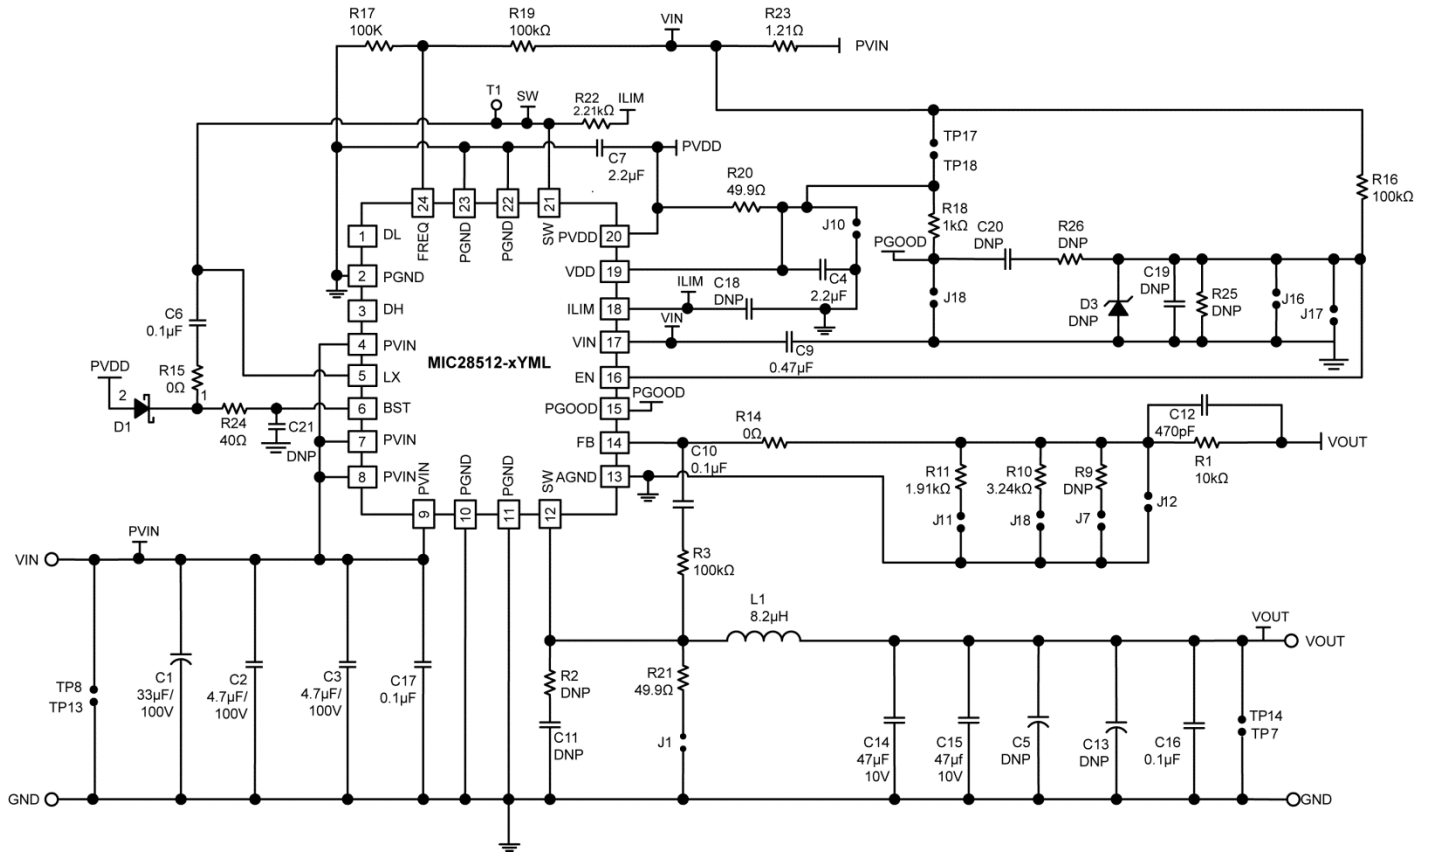 R17
100K
R19
100kΩ
VIN
R23
1.21Ω
PVIN
T1
SW
R22
2.21kΩ
ILIM
C7
2.2µF
PVDD
TP17
TP18
R16
100kΩ
R20
49.9Ω
R18
1kΩ
J10
PGOOD
C20
DNP
R26
DNP
24
23
22
21
FREQ
PGND
PGND
SW
1
DL
2
PGND
3
DH
4
PVIN
5
LX
6
BST
7
PVIN
8
PVIN
MIC28512-xYML
PVDD
20
VDD
19
ILIM
18
VIN
17
EN
16
PGOOD
15
FB
14
AGND
13
PVIN
PGND
PGND
SW
9
10
11
12
ILIM
C18
DNP
C4
2.2µF
VIN
C9
0.47µF
J18
D3
DNP
C19
DNP
R25
DNP
J16
J17
C6
0.1µF
R15
0Ω
1
PVDD
2
D1
R24
40Ω
C21
DNP
PGOOD
R14
0Ω
C10
0.1µF
C12
470pF
R1
10kΩ
VOUT
R11
1.91kΩ
R10
3.24kΩ
R9
DNP
J11
J18
J7
J12
R3
100kΩ
VIN
PVIN
L1
8.2µH
VOUT
VOUT
TP8
TP13
C1
33µF/
100V
C2
4.7µF/
100V
C3
4.7µF/
100V
C17
0.1µF
R2
DNP
C11
DNP
R21
49.9Ω
J1
C14
47µF
10V
C15
47µf
10V
C5
DNP
C13
DNP
C16
0.1µF
TP14
TP7
GND
GND